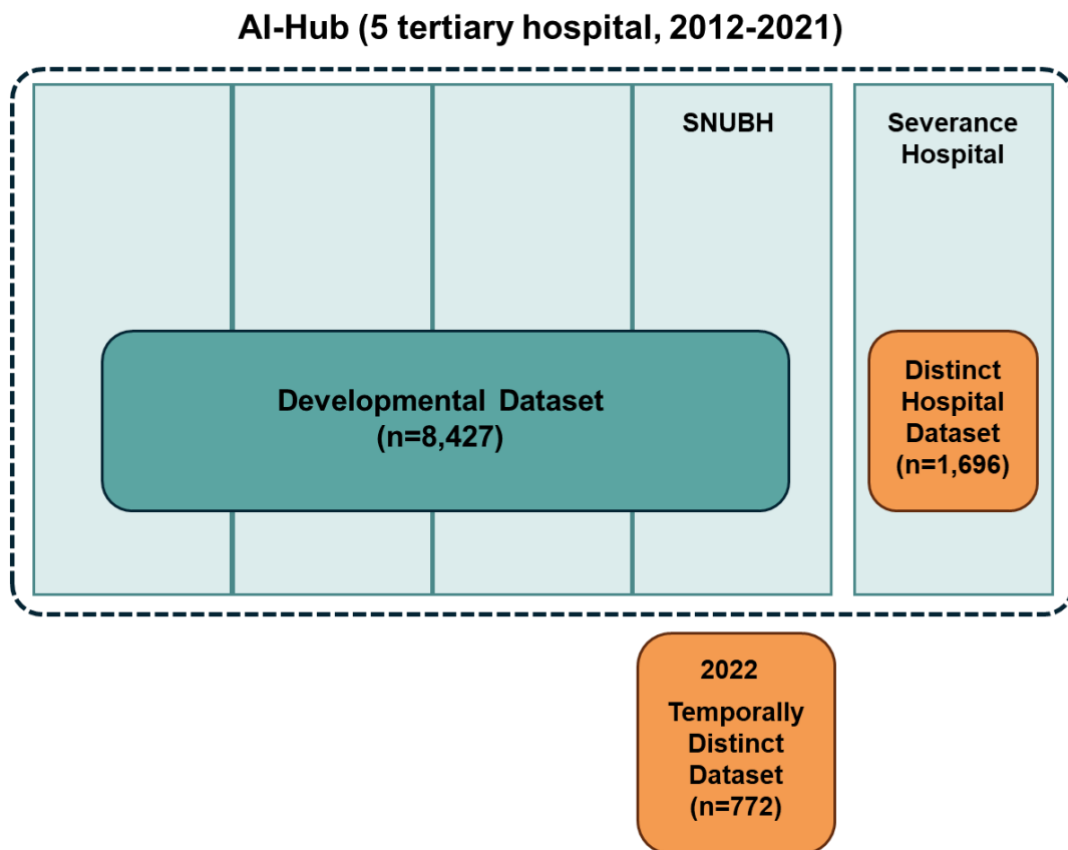 AI-Hub (5 tertiary hospital, 2012-2021)
SNUBH
Severance
Hospital
Developmental Dataset
(n=8,427)
Distinct
Hospital
Dataset
(n=1,696)
2022
Temporally
Distinct
Dataset
(n=772)